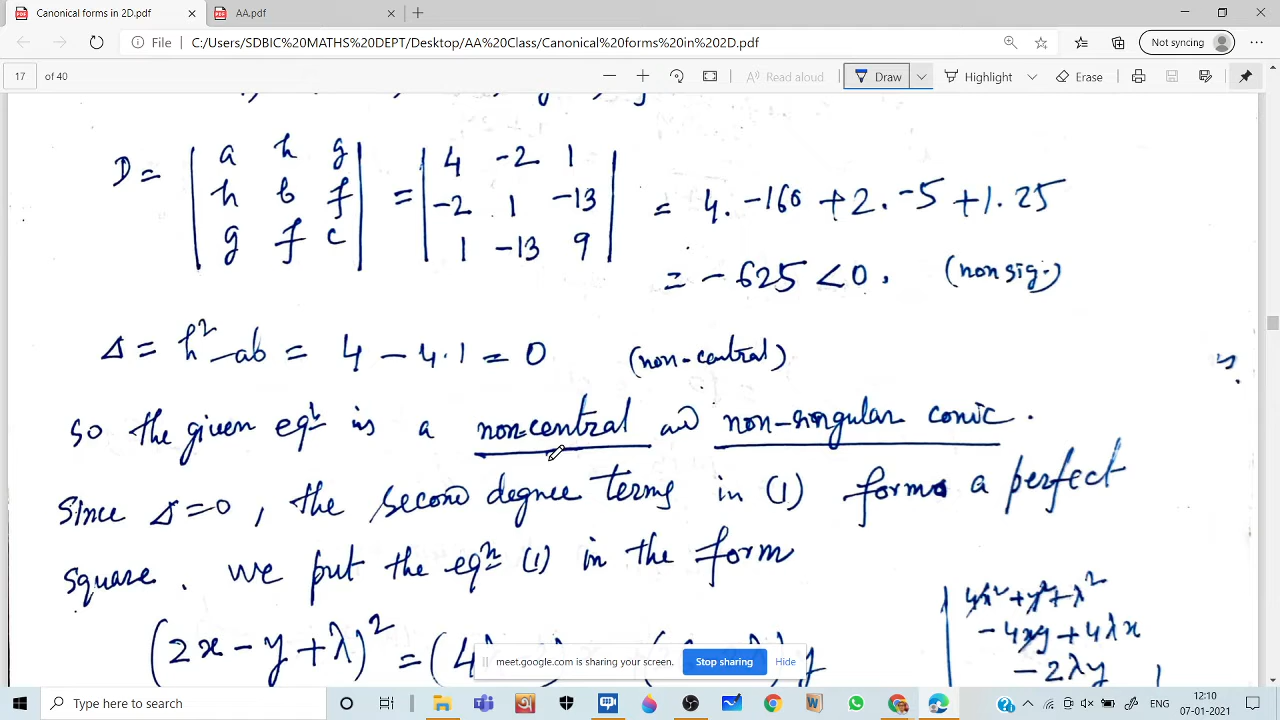 Canonical forms in 2D.pdf
AA.pdf
File C:/Users/SDBIC%20MATHS%20DEPT/Desktop/AA%20Class/Canonical%20forms%20in%202D.pdf
Not syncing
17 of 40
Read aloud
Draw
Highlight
Erase
D = | a h g | = | 4 -2 1 |
| h b f | | -2 1 -13 | = 4. -160 + 2. -5 + 1.25
| g f c | | 1 -13 9 |
= -625 < 0. (non sig.)
Δ = h² - ab = 4 - 4.1 = 0 (non-central)
So the given eqⁿ is a noncentral and non-singular conic.
Since Δ=0, the second degree terms in (1) forms a perfect
square. We put the eqⁿ (1) in the form
4x²+y²+λ²
-4xy+4λx
-2λy
(2x-y+λ)² = (4
meet.google.com is sharing your screen.
Stop sharing
Hide
Type here to search
ENG
12:10
07-01-2021